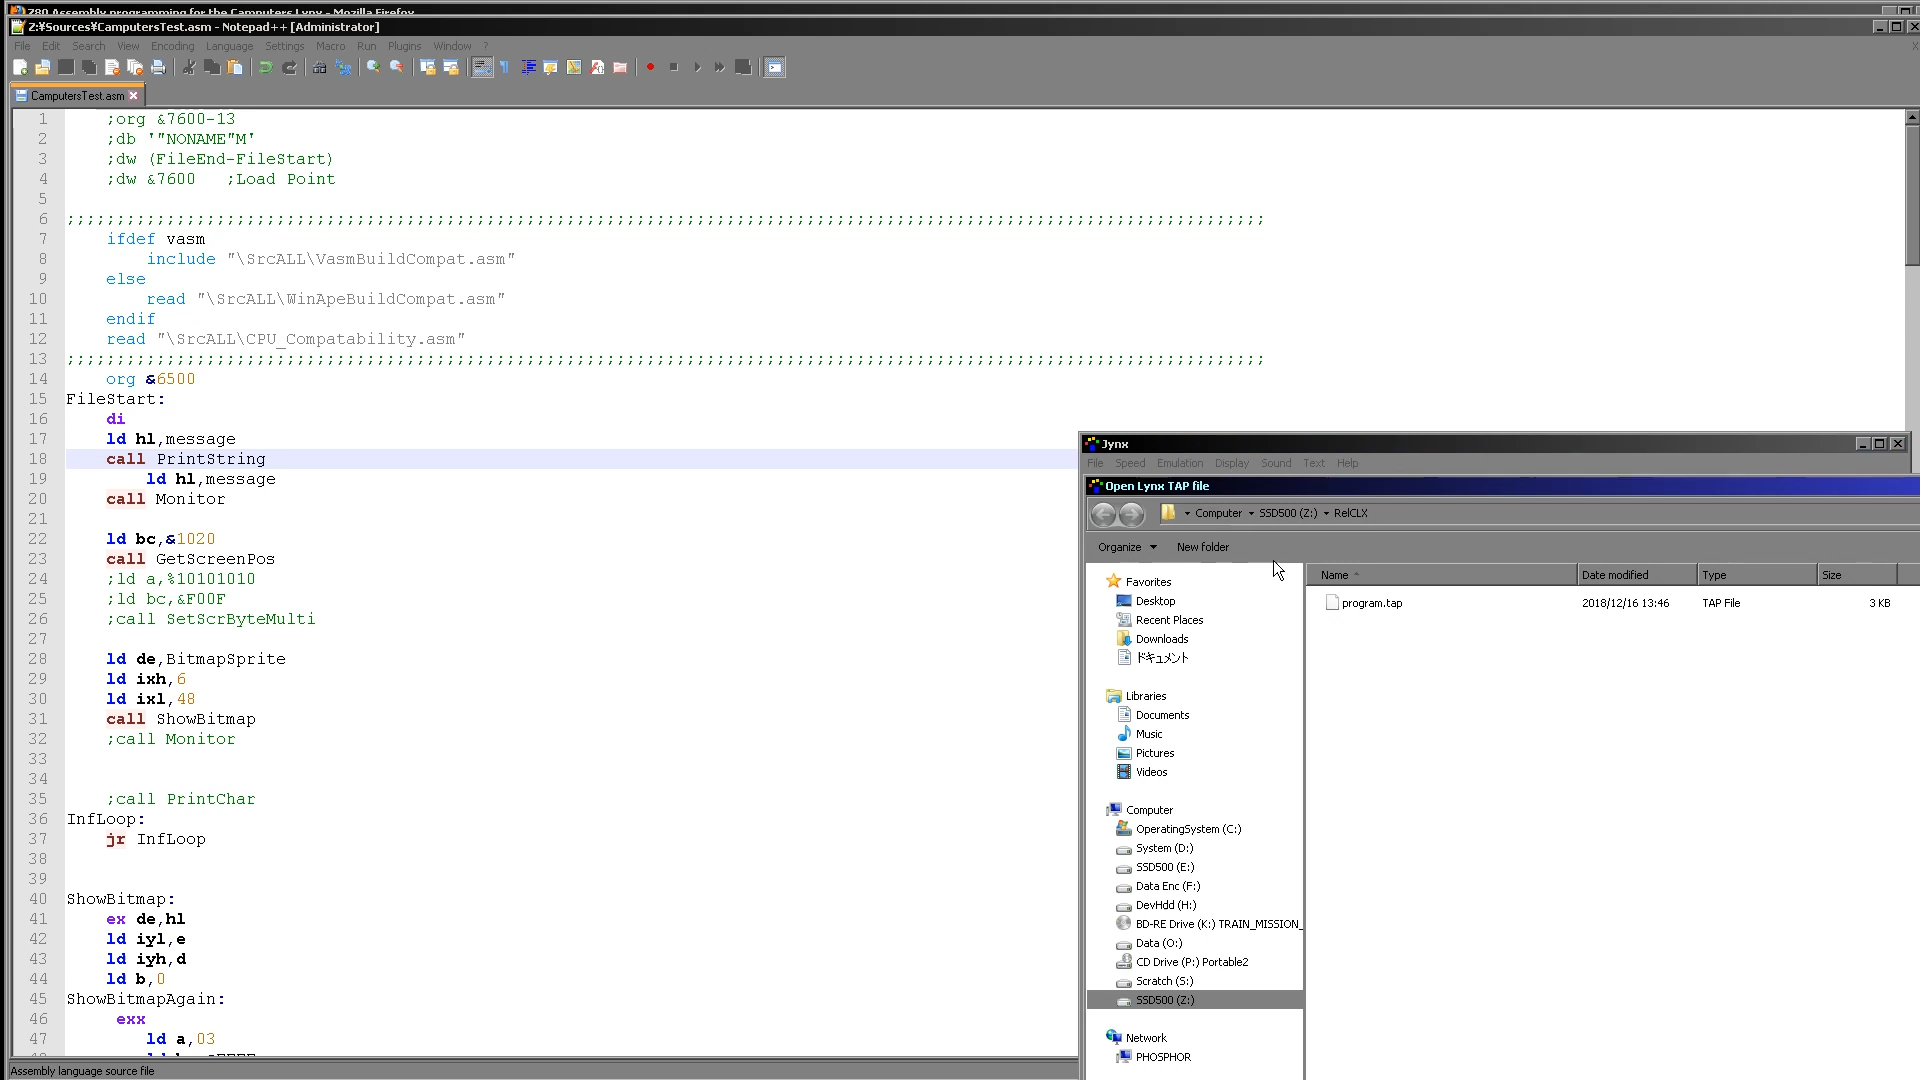 Z80 Assembly programming for the Camputers Lynx - Mozilla Firefox
Z:¥Sources¥CamputersTest.asm - Notepad++ [Administrator]
File Edit Search View Encoding Language Settings Macro Run Plugins Window ?
CamputersTest.asm
1 ;org &7600-13
2 ;db '"NONAME"M'
3 ;dw (FileEnd-FileStart)
4 ;dw &7600 ;Load Point
5
6 ;;;;;;;;;;;;;;;;;;;;;;;;;;;;;;;;;;;;;;;;;;;;;;;;;;;;;;;;;;;;;;;;;;;;;;;;;;;;;;;;;;;;;;;;;;;;;;;;;;;;;;;;;;;;;;;;;;;;;;;;
7 ifdef vasm
8 include "\SrcALL\VasmBuildCompat.asm"
9 else
10 read "\SrcALL\WinApeBuildCompat.asm"
11 endif
12 read "\SrcALL\CPU_Compatability.asm"
13 ;;;;;;;;;;;;;;;;;;;;;;;;;;;;;;;;;;;;;;;;;;;;;;;;;;;;;;;;;;;;;;;;;;;;;;;;;;;;;;;;;;;;;;;;;;;;;;;;;;;;;;;;;;;;;;;;;;;;;;;;
14 org &6500
15 FileStart:
16 di
17 ld hl,message
18 call PrintString
19 ld hl,message
20 call Monitor
21
22 ld bc,&1020
23 call GetScreenPos
24 ;ld a,%10101010
25 ;ld bc,&F00F
26 ;call SetScrByteMulti
27
28 ld de,BitmapSprite
29 ld ixh,6
30 ld ixl,48
31 call ShowBitmap
32 ;call Monitor
33
34
35 ;call PrintChar
36 InfLoop:
37 jr InfLoop
38
39
40 ShowBitmap:
41 ex de,hl
42 ld iyl,e
43 ld iyh,d
44 ld b,0
45 ShowBitmapAgain:
46 exx
47 ld a,03
Assembly language source file
Jynx
File Speed Emulation Display Sound Text Help
Open Lynx TAP file
Computer SSD500 (Z:) RelCLX
Organize New folder
Name Date modified Type Size
program.tap 2018/12/16 13:46 TAP File 3 KB
Favorites
Desktop
Recent Places
Downloads
ドキュメント
Libraries
Documents
Music
Pictures
Videos
Computer
OperatingSystem (C:)
System (D:)
SSD500 (E:)
Data Enc (F:)
DevHdd (H:)
BD-RE Drive (K:) TRAIN_MISSION_
Data (O:)
CD Drive (P:) Portable2
Scratch (S:)
SSD500 (Z:)
Network
PHOSPHOR